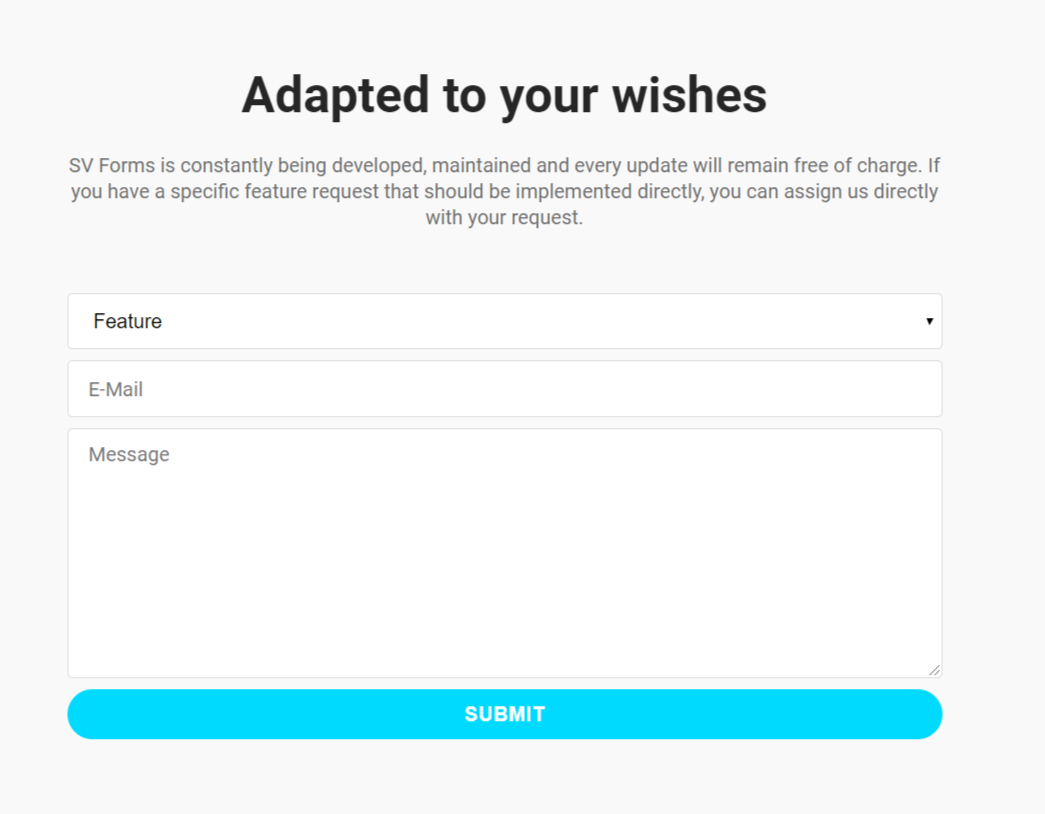 Adapted to your wishes
SV Forms is constantly being developed, maintained and every update will remain free of charge. If
you have a specific feature request that should be implemented directly, you can assign us directly
with your request.
Feature
E-Mail
Message
SUBMIT